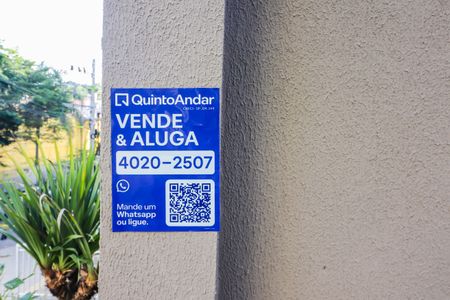 QuintoAndar
VENDE
& ALUGA
4020-2507
Mande um
Whatsapp
ou ligue.